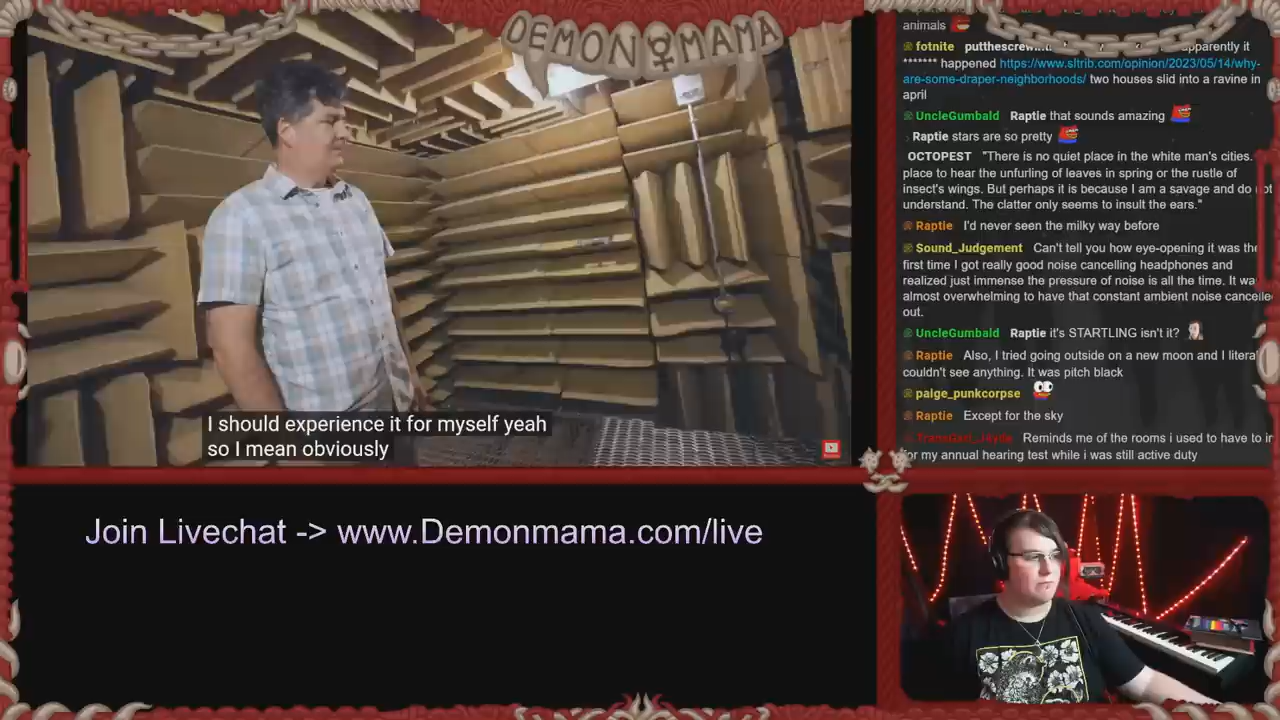 DEMON MAMA
animals
fotnite putthescrewin apparently it
******* happened https://www.sltrib.com/opinion/2023/05/14/why-
are-some-draper-neighborhoods/ two houses slid into a ravine in
april
UncleGumbald Raptie that sounds amazing
Raptie stars are so pretty
OCTOPEST "There is no quiet place in the white man's cities.
place to hear the unfurling of leaves in spring or the rustle of
insect's wings. But perhaps it is because I am a savage and do not
understand. The clatter only seems to insult the ears."
Raptie I'd never seen the milky way before
Sound_Judgement Can't tell you how eye-opening it was the
first time I got really good noise cancelling headphones and
realized just immense the pressure of noise is all the time. It was
almost overwhelming to have that constant ambient noise cancelle
out.
UncleGumbald Raptie it's STARTLING isn't it?
Raptie Also, I tried going outside on a new moon and I litera
couldn't see anything. It was pitch black
paige_punkcorpse
Raptie Except for the sky
Reminds me of the rooms i used to have to in
for my annual hearing test while i was still active duty
I should experience it for myself yeah
so I mean obviously
Join Livechat -> www.Demonmama.com/live